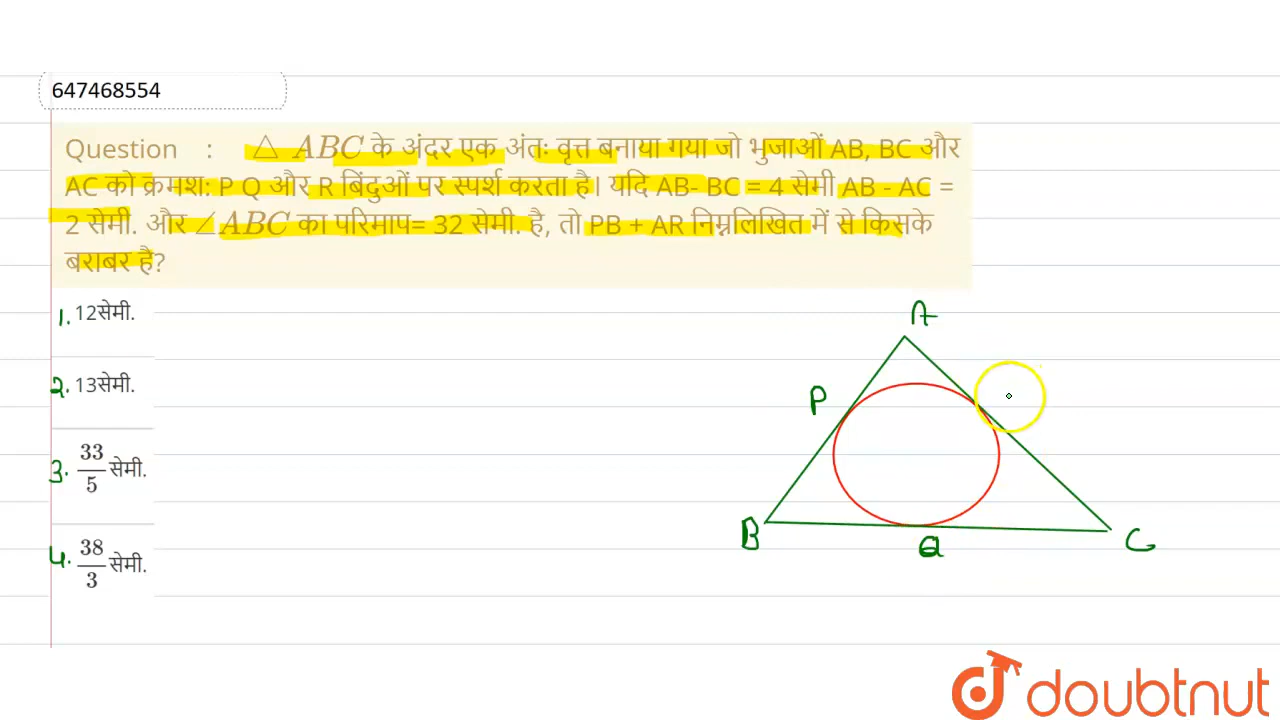 647468554
Question : △ ABC के अंदर एक अंतः वृत्त बनाया गया जो भुजाओं AB, BC और
AC को क्रमश: P Q और R बिंदुओं पर स्पर्श करता है। यदि AB- BC = 4 सेमी AB - AC =
2 सेमी. और ∠ABC का परिमाप= 32 सेमी. है, तो PB + AR निम्नलिखित में से किसके
बराबर है?
1. 12सेमी.
2. 13सेमी.
3. 33/5 सेमी.
4. 38/3 सेमी.
A
P
B
Q
C
doubtnut